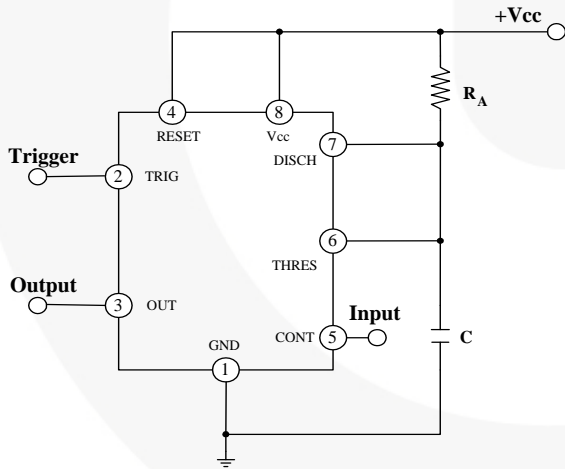 +Vcc
4
8
RESET
Vcc
R_A
7
DISCH
Trigger
2
TRIG
6
THRES
Output
3
OUT
Input
5
CONT
C
GND
1